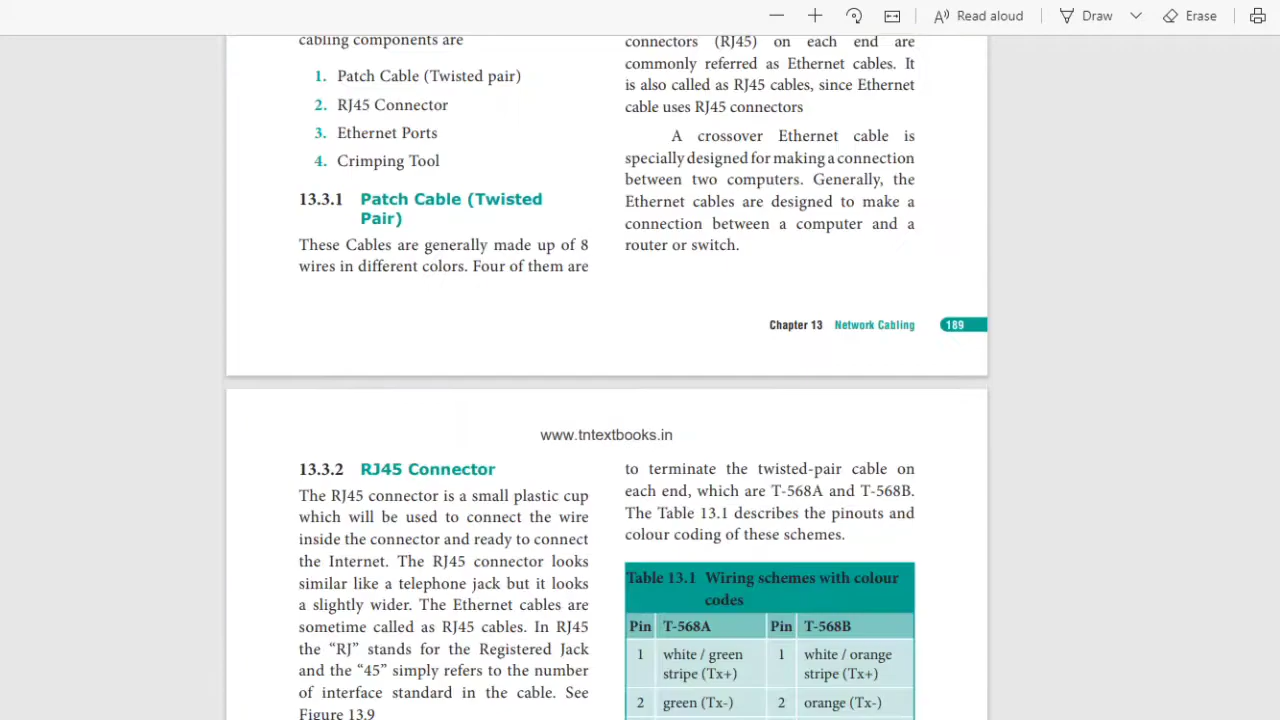 Read aloud
Draw
Erase
cabling components are
1. Patch Cable (Twisted pair)
2. RJ45 Connector
3. Ethernet Ports
4. Crimping Tool
13.3.1 Patch Cable (Twisted
Pair)
These Cables are generally made up of 8
wires in different colors. Four of them are
connectors (RJ45) on each end are
commonly referred as Ethernet cables. It
is also called as RJ45 cables, since Ethernet
cable uses RJ45 connectors
A crossover Ethernet cable is
specially designed for making a connection
between two computers. Generally, the
Ethernet cables are designed to make a
connection between a computer and a
router or switch.
Chapter 13 Network Cabling 189
www.tntextbooks.in
13.3.2 RJ45 Connector
The RJ45 connector is a small plastic cup
which will be used to connect the wire
inside the connector and ready to connect
the Internet. The RJ45 connector looks
similar like a telephone jack but it looks
a slightly wider. The Ethernet cables are
sometime called as RJ45 cables. In RJ45
the “RJ” stands for the Registered Jack
and the “45” simply refers to the number
of interface standard in the cable. See
Figure 13.9
to terminate the twisted-pair cable on
each end, which are T-568A and T-568B.
The Table 13.1 describes the pinouts and
colour coding of these schemes.
Table 13.1 Wiring schemes with colour
codes
Pin T-568A Pin T-568B
1 white / green 1 white / orange
stripe (Tx+) stripe (Tx+)
2 green (Tx-) 2 orange (Tx-)